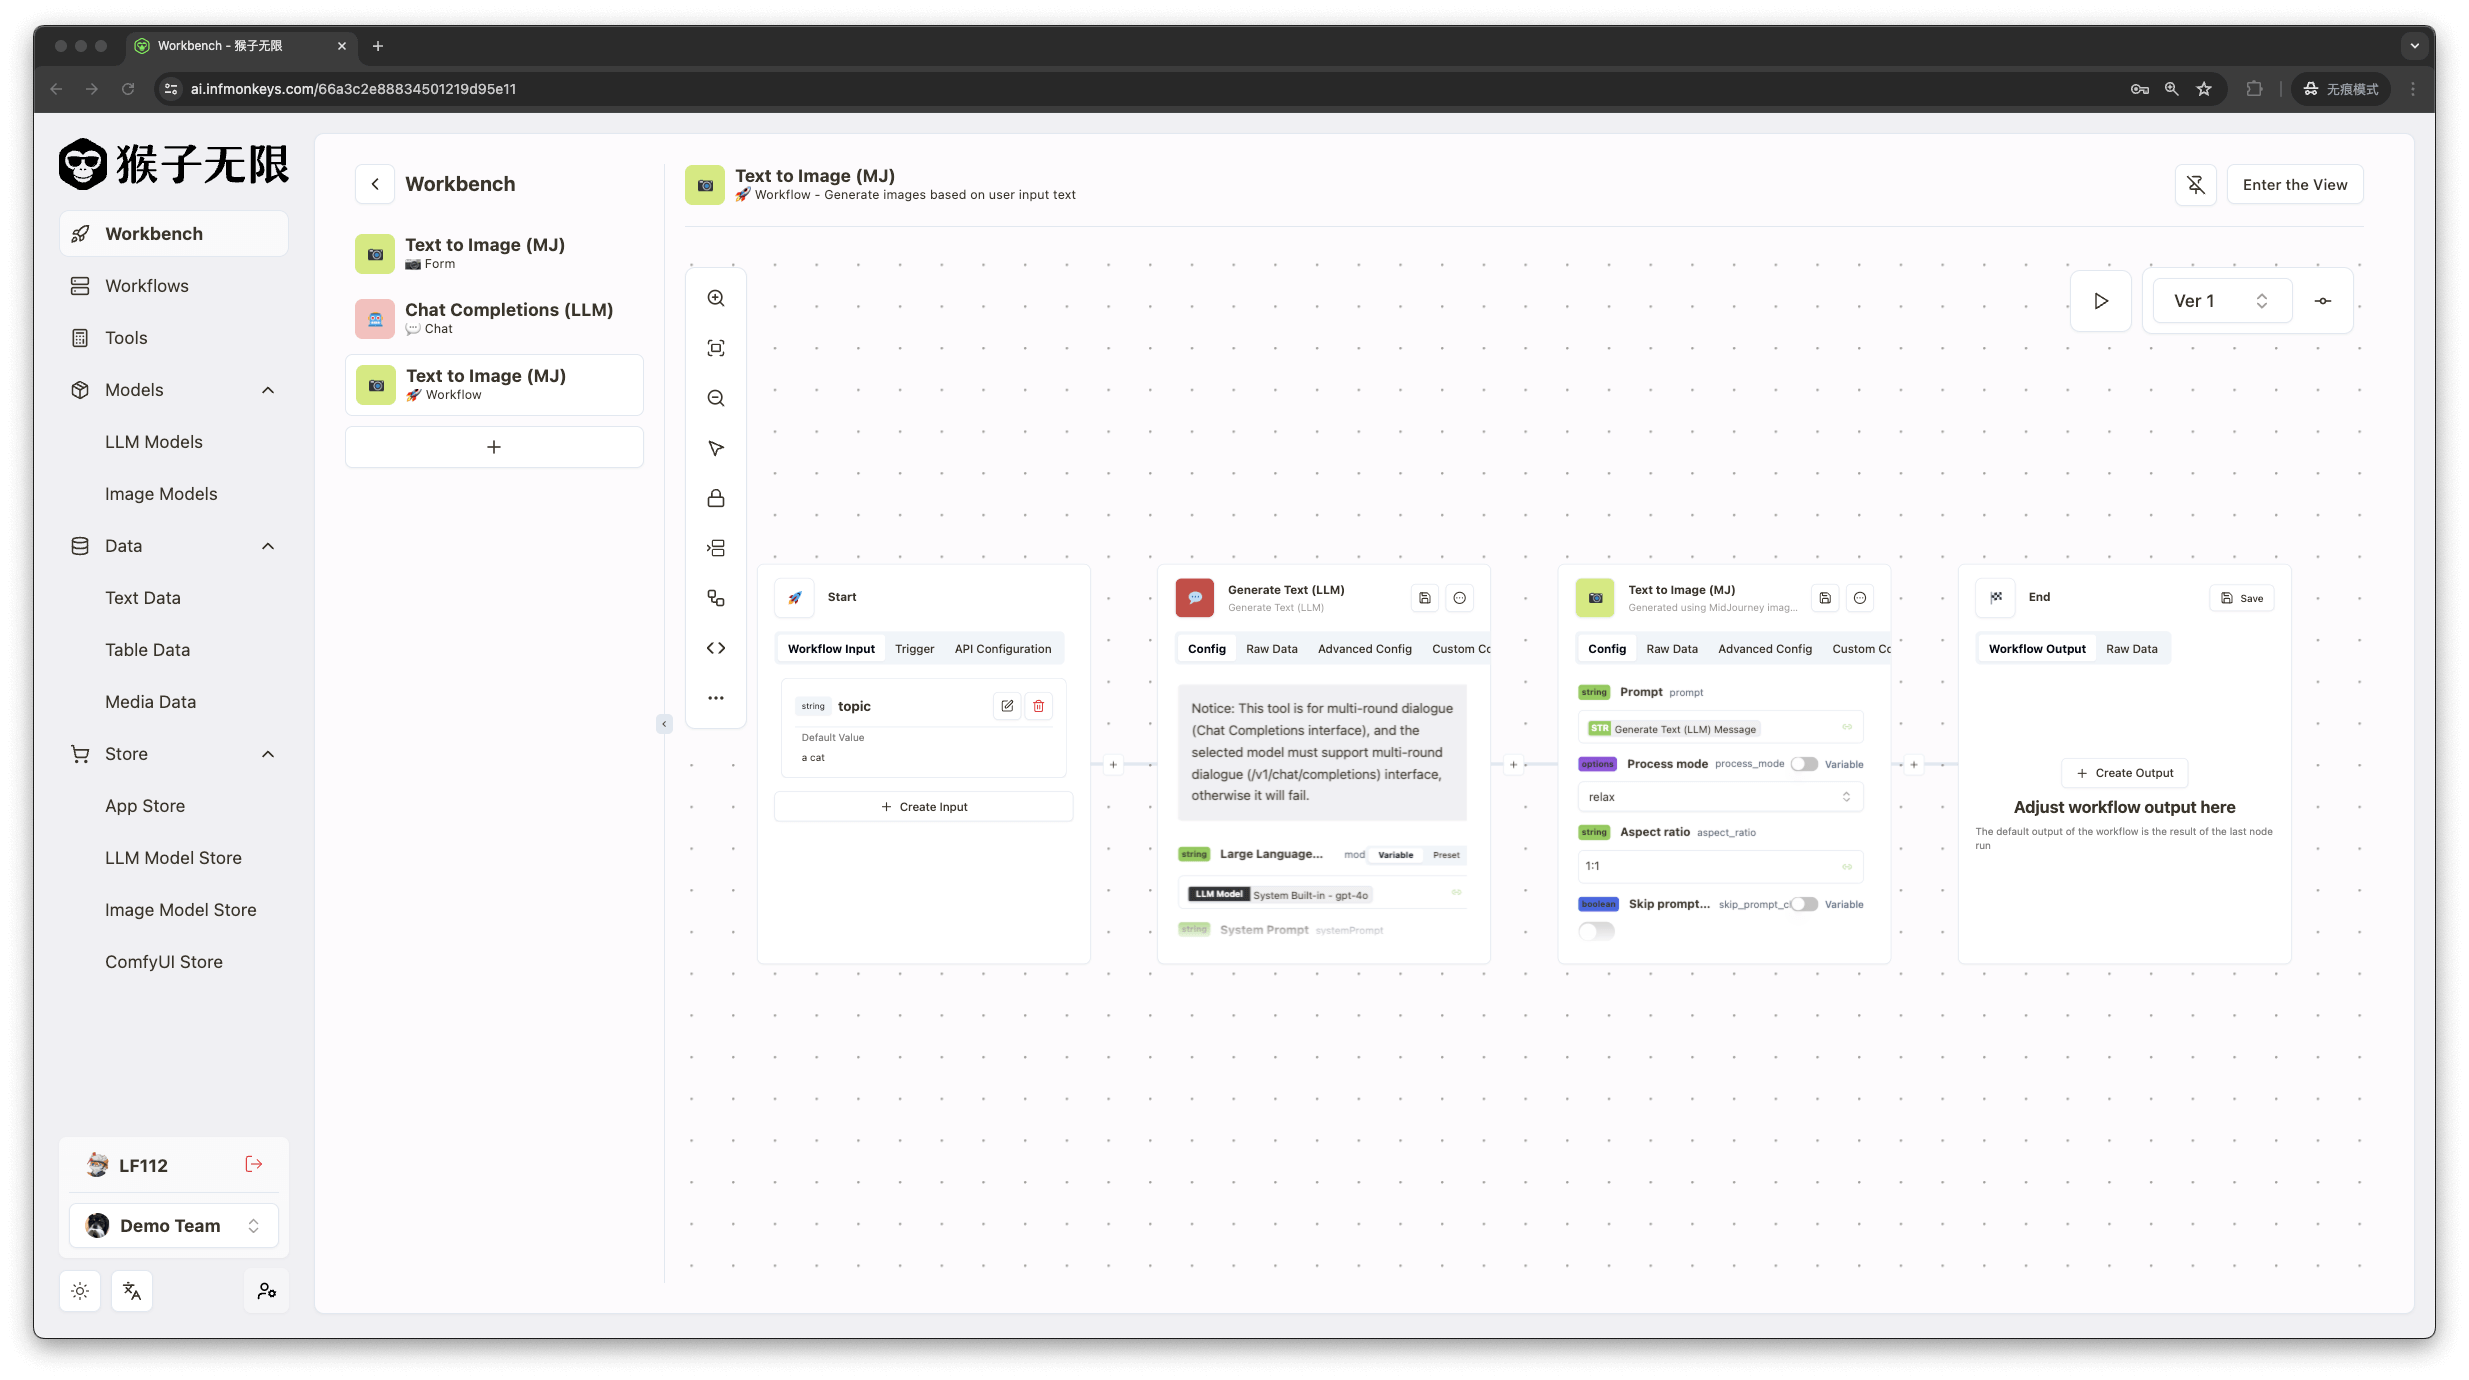 Workbench - 猴子无限
ai.infmonkeys.com/66a3c2e88834501219d95e11
无痕模式
猴子无限
Workbench
Workflows
Tools
Models
LLM Models
Image Models
Data
Text Data
Table Data
Media Data
Store
App Store
LLM Model Store
Image Model Store
ComfyUI Store
LF112
Demo Team
Workbench
Text to Image (MJ)
Form
Chat Completions (LLM)
Chat
Text to Image (MJ)
Workflow
Text to Image (MJ)
Workflow - Generate images based on user input text
Enter the View
Ver 1
Start
Workflow Input Trigger API Configuration
string topic
Default Value
a cat
Create Input
Generate Text (LLM)
Generate Text (LLM)
Config Raw Data Advanced Config Custom Co
Notice: This tool is for multi-round dialogue
(Chat Completions interface), and the
selected model must support multi-round
dialogue (/v1/chat/completions) interface,
otherwise it will fail.
string Large Language... mod Variable Preset
LLM Model System Built-in - gpt-4o
string System Prompt systemPrompt
Text to Image (MJ)
Generated using MidJourney imag...
Config Raw Data Advanced Config Custom Co
string Prompt prompt
STR Generate Text (LLM) Message
options Process mode process_mode Variable
relax
string Aspect ratio aspect_ratio
1:1
boolean Skip prompt... skip_prompt_cl Variable
End
Save
Workflow Output Raw Data
Create Output
Adjust workflow output here
The default output of the workflow is the result of the last node
run